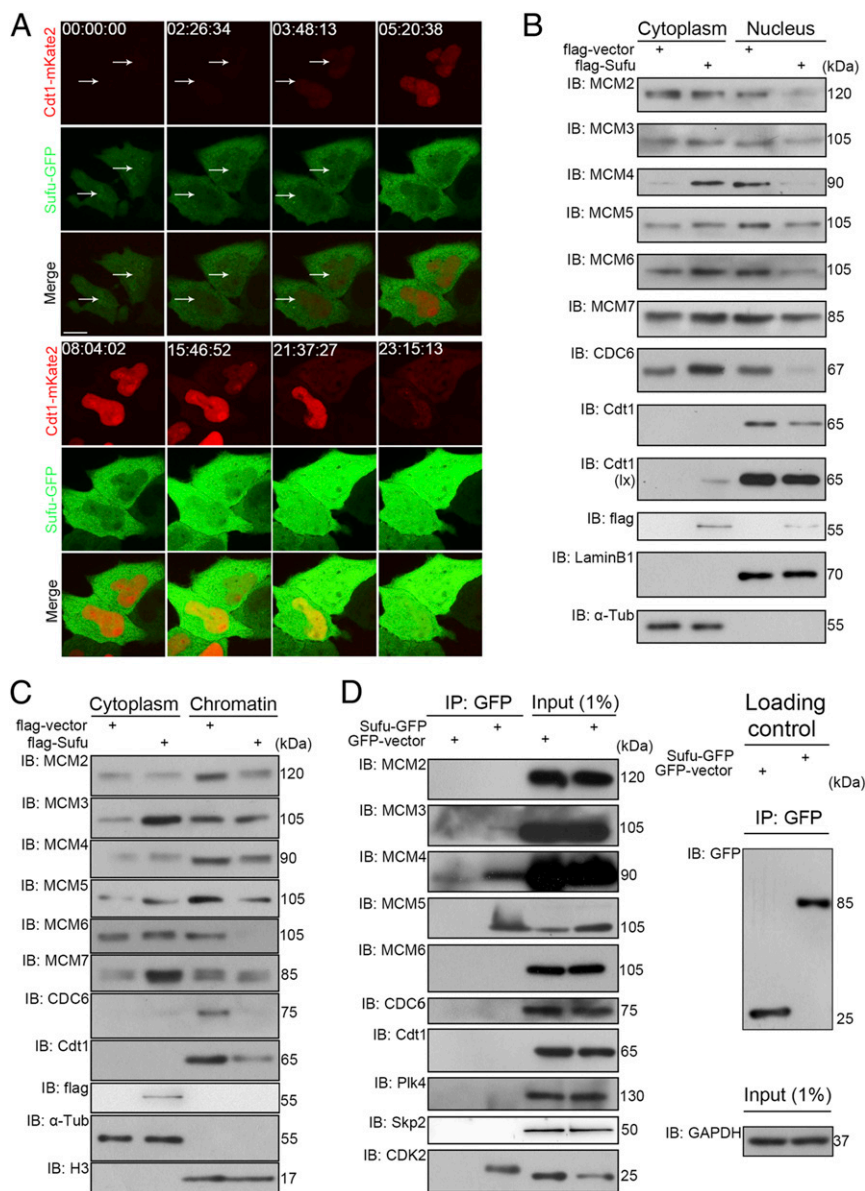 A
00:00:00 02:26:34 03:48:13 05:20:38
Cdt1-mKate2
Sufu-GFP
Merge
08:04:02 15:46:52 21:37:27 23:15:13
Cdt1-mKate2
Sufu-GFP
Merge
B
Cytoplasm Nucleus
flag-vector + +
flag-Sufu + + (kDa)
IB: MCM2 120
IB: MCM3 105
IB: MCM4 90
IB: MCM5 105
IB: MCM6 105
IB: MCM7 85
IB: CDC6 67
IB: Cdt1 65
IB: Cdt1
(lx) 65
IB: flag 55
IB: LaminB1 70
IB: α-Tub 55
C
Cytoplasm Chromatin
flag-vector + +
flag-Sufu + + (kDa)
IB: MCM2 120
IB: MCM3 105
IB: MCM4 90
IB: MCM5 105
IB: MCM6 105
IB: MCM7 85
IB: CDC6 75
IB: Cdt1 65
IB: flag 55
IB: α-Tub 55
IB: H3 17
D
IP: GFP Input (1%)
Sufu-GFP + +
GFP-vector + + (kDa)
IB: MCM2 120
IB: MCM3 105
IB: MCM4 90
IB: MCM5 105
IB: MCM6 105
IB: CDC6 75
IB: Cdt1 65
IB: Plk4 130
IB: Skp2 50
IB: CDK2 25
Loading
control
Sufu-GFP +
GFP-vector + (kDa)
IP: GFP
IB: GFP
85
25
Input (1%)
IB: GAPDH 37